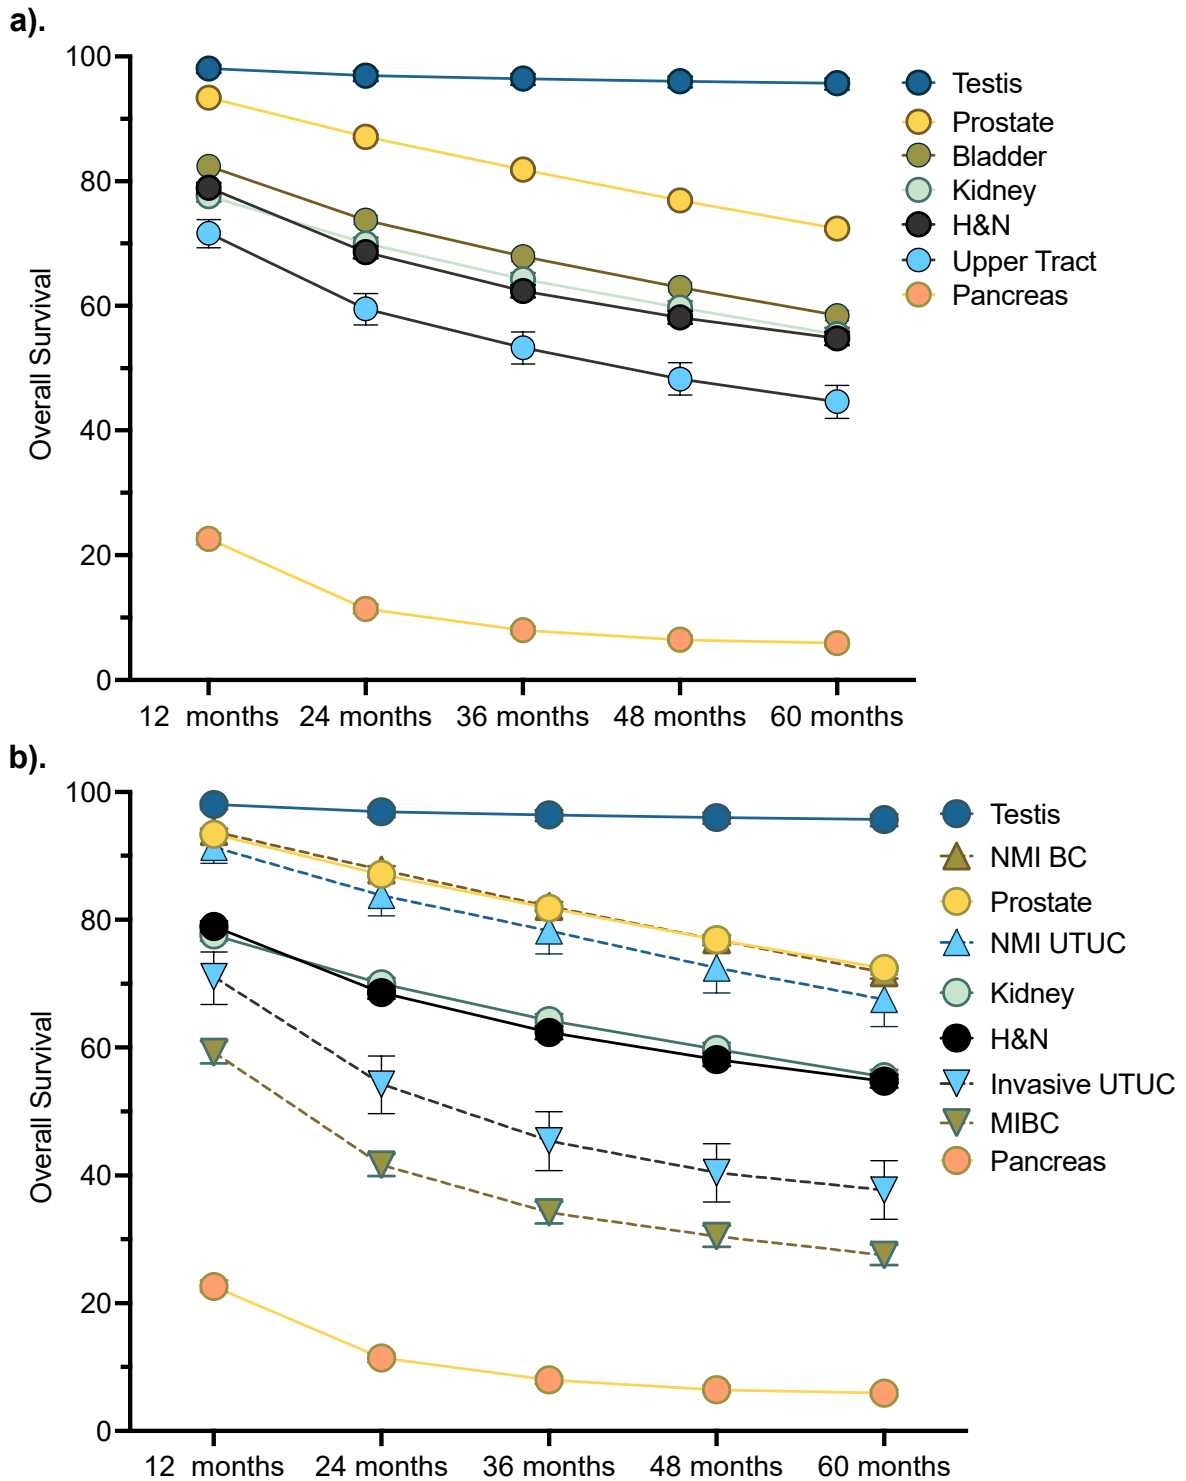 a).
100
80
60
40
20
0
Overall Survival
12 months 24 months 36 months 48 months 60 months
Testis
Prostate
Bladder
Kidney
H&N
Upper Tract
Pancreas
b).
100
80
60
40
20
0
Overall Survival
12 months 24 months 36 months 48 months 60 months
Testis
NMI BC
Prostate
NMI UTUC
Kidney
H&N
Invasive UTUC
MIBC
Pancreas